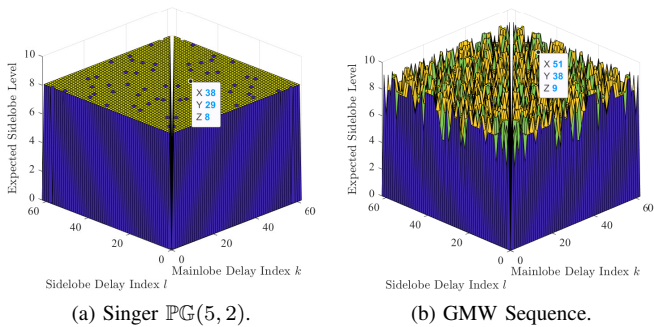 10
8
6
4
2
0
Expected Sidelobe Level
60
40
20
0
Sidelobe Delay Index l
0
20
40
60
Mainlobe Delay Index k
X 38
Y 29
Z 8
(a) Singer ℙ𝔾(5, 2).
10
8
6
4
2
0
Expected Sidelobe Level
60
40
20
0
Sidelobe Delay Index l
0
20
40
60
Mainlobe Delay Index k
X 51
Y 38
Z 9
(b) GMW Sequence.